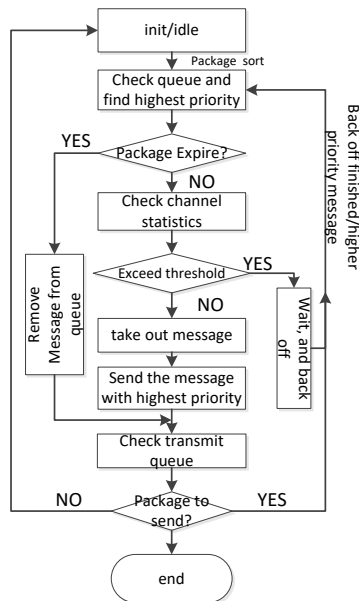 init/idle
Package sort
Check queue and
find highest priority
YES
Package Expire?
NO
Check channel
statistics
Exceed threshold
YES
NO
Remove
Message from
queue
take out message
Wait, and back
off
Back off finished/higher
priority message
Send the message
with highest priority
Check transmit
queue
NO
Package to
send?
YES
end